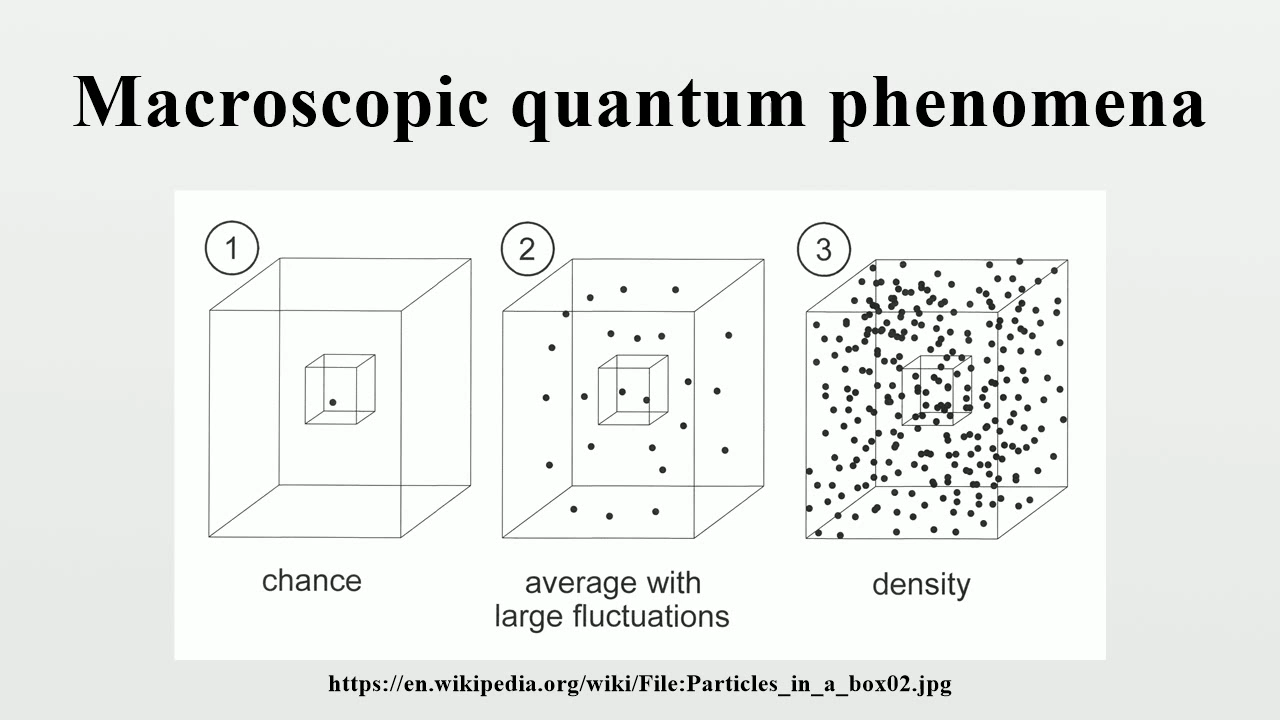 Macroscopic quantum phenomena
1
2
3
chance
average with
large fluctuations
density
https://en.wikipedia.org/wiki/File:Particles_in_a_box02.jpg